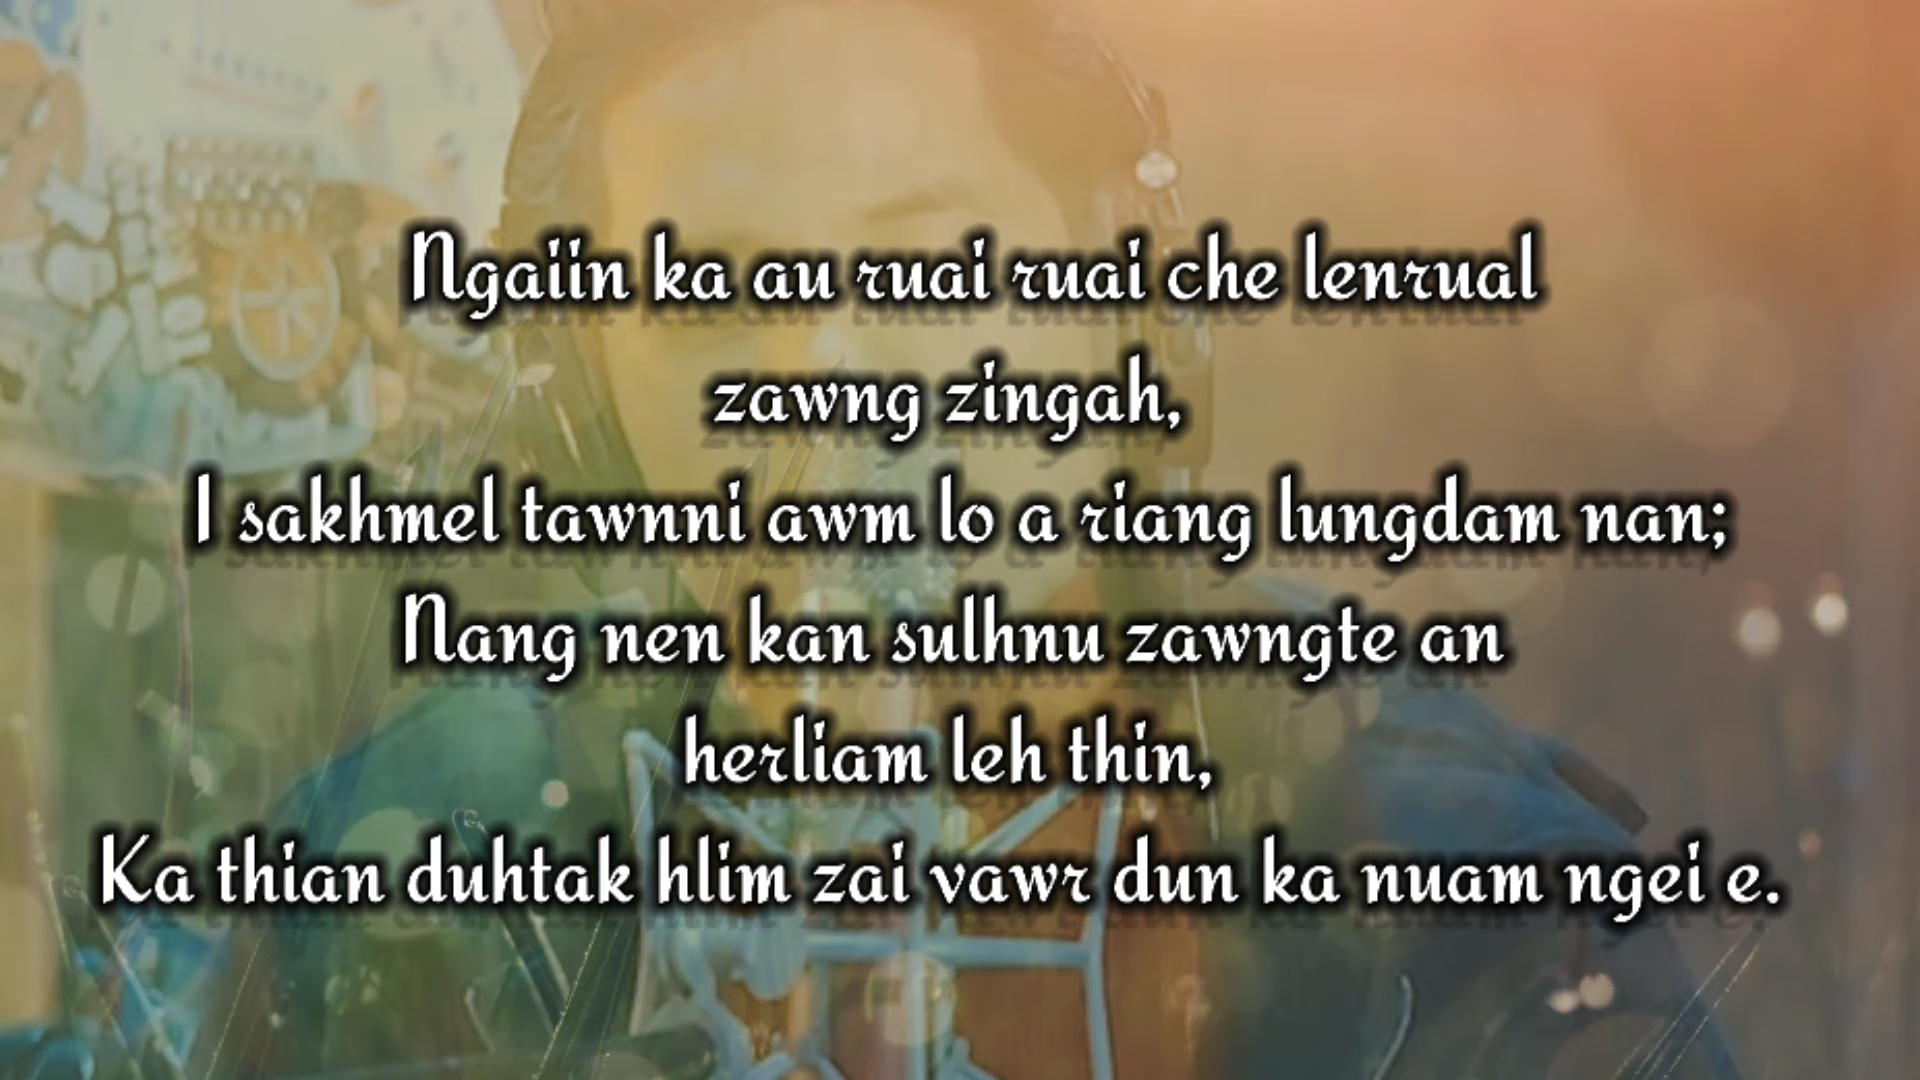 Ngaiin ka au ruai ruai che lenrual
zawng zingah,
I sakhmel tawnni awm lo a riang lungdam nan;
Nang nen kan sulhnu zawngte an
herliam leh thin,
Ka thian duhtak hlim zai vawr dun ka nuam ngei e.